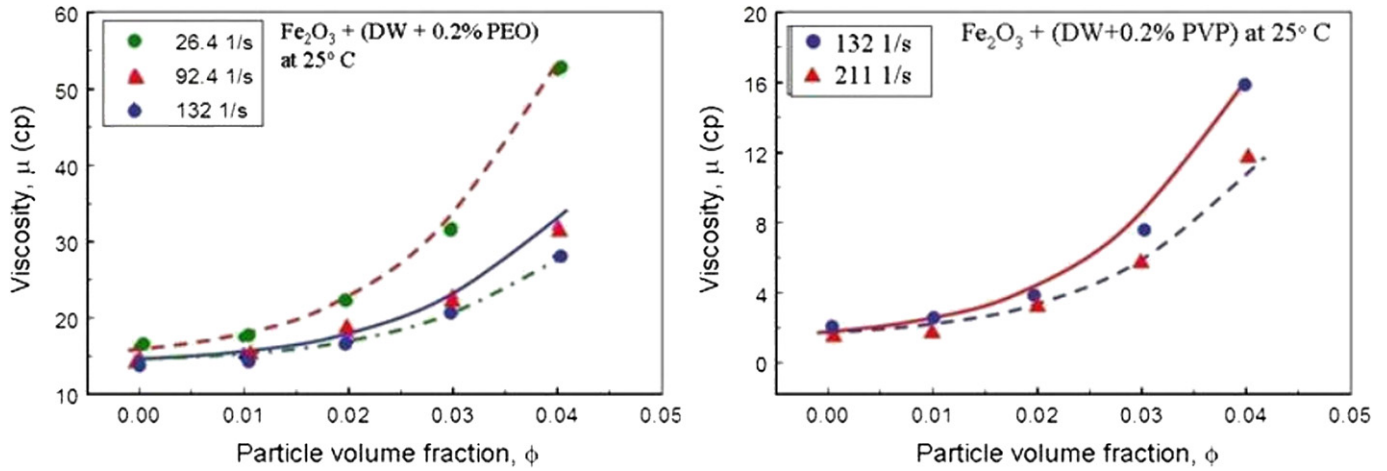 60
50
40
30
20
10
Viscosity, μ (cp)
26.4 1/s
92.4 1/s
132 1/s
Fe₂O₃ + (DW + 0.2% PEO)
at 25° C
0.00 0.01 0.02 0.03 0.04 0.05
Particle volume fraction, ϕ
20
16
12
8
4
0
Viscosity, μ (cp)
132 1/s
211 1/s
Fe₂O₃ + (DW+0.2% PVP) at 25° C
0.00 0.01 0.02 0.03 0.04 0.05
Particle volume fraction, ϕ